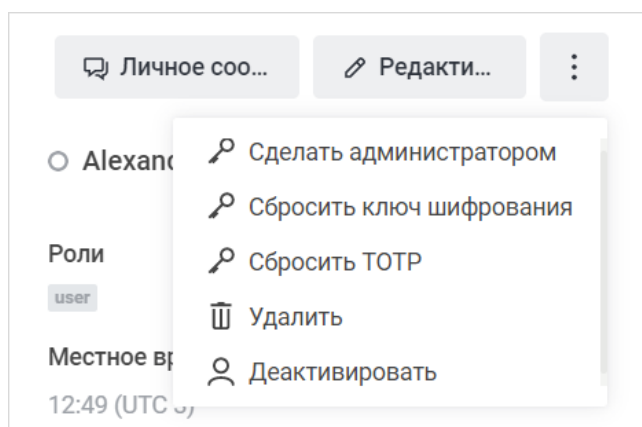 Личное соо...
Редакти...
Alexand
Сделать администратором
Сбросить ключ шифрования
Роли
Сбросить TOTP
user
Удалить
Местное вр
Деактивировать
12:49 (UTC 3)